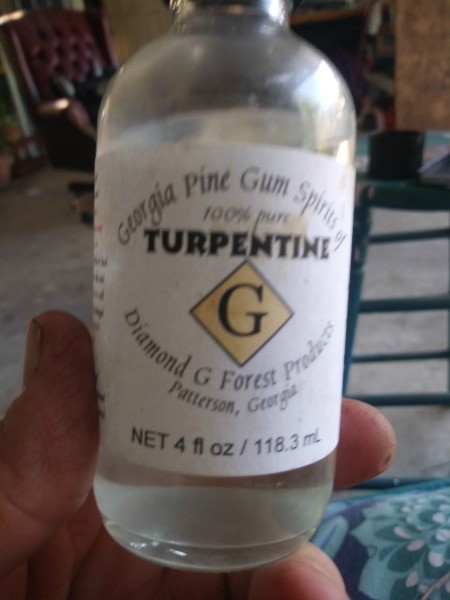 Georgia Pine Gum Spirits of
100% pure
TURPENTINE
G
Diamond G Forest Products
Patterson, Georgia
NET 4 fl oz / 118.3 mL